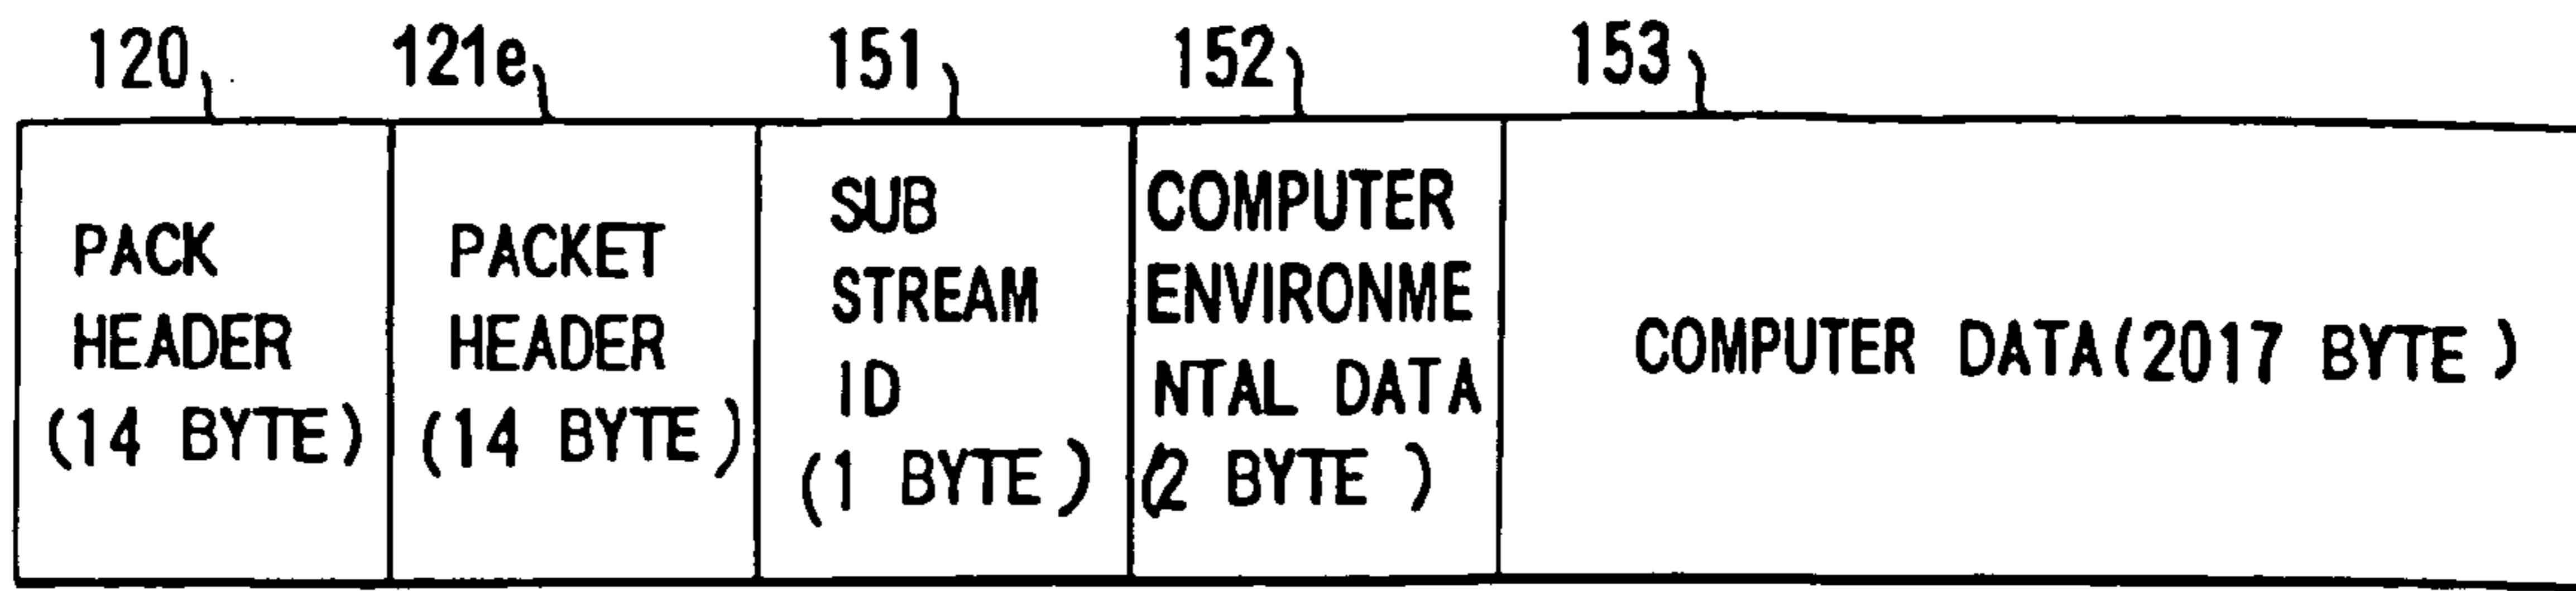 120 121e 151 152 153
PACK
HEADER
(14 BYTE)
PACKET
HEADER
(14 BYTE)
SUB
STREAM
ID
(1 BYTE)
COMPUTER
ENVIRONME
NTAL DATA
(2 BYTE )
COMPUTER DATA(2017 BYTE )